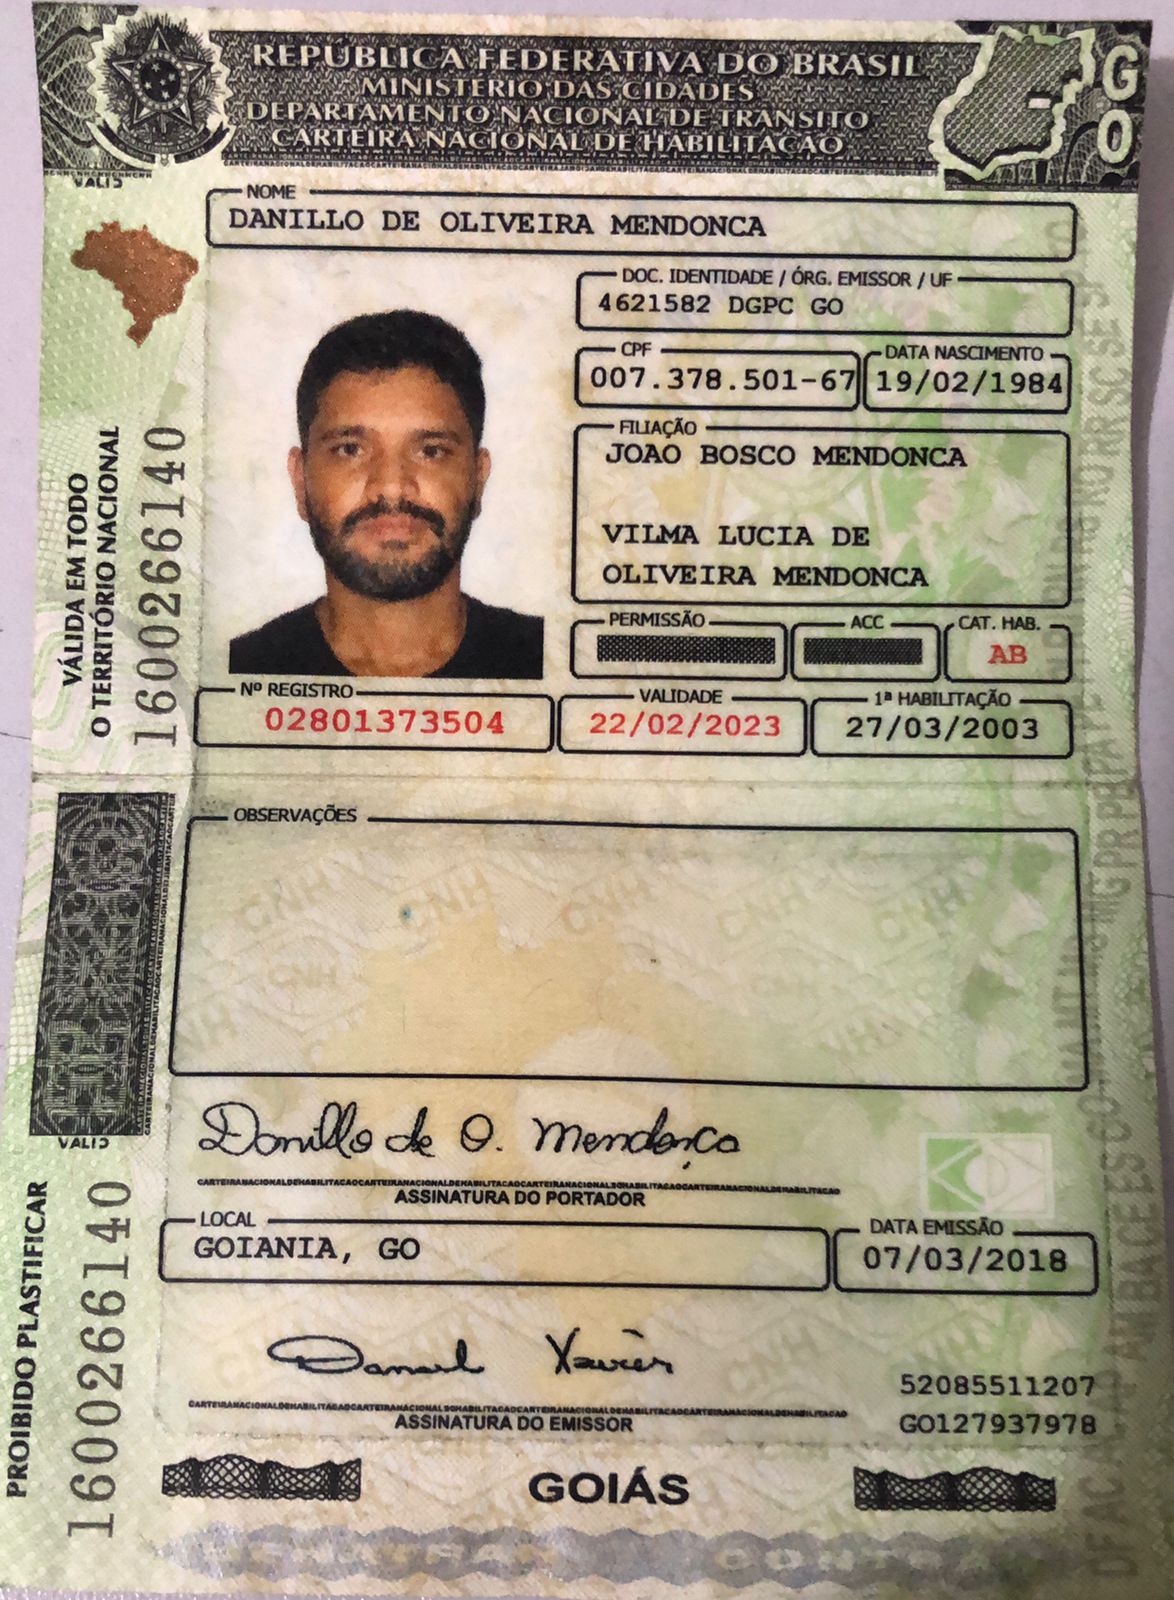 REPÚBLICA FEDERATIVA DO BRASIL
MINISTÉRIO DAS CIDADES
DEPARTAMENTO NACIONAL DE TRÂNSITO
CARTEIRA NACIONAL DE HABILITAÇÃO
GO
VALID
NOME
DANILLO DE OLIVEIRA MENDONCA
DOC. IDENTIDADE / ÓRG. EMISSOR / UF
4621582 DGPC GO
CPF
007.378.501-67
DATA NASCIMENTO
19/02/1984
FILIAÇÃO
JOAO BOSCO MENDONCA
VILMA LUCIA DE
OLIVEIRA MENDONCA
PERMISSÃO
ACC
CAT. HAB.
AB
Nº REGISTRO
02801373504
VALIDADE
22/02/2023
1ª HABILITAÇÃO
27/03/2003
VÁLIDA EM TODO
O TERRITÓRIO NACIONAL
1600266140
OBSERVAÇÕES
VALID
Danillo de O. Mendonça
ASSINATURA DO PORTADOR
LOCAL
GOIANIA, GO
DATA EMISSÃO
07/03/2018
PROIBIDO PLASTIFICAR
1600266140
52085511207
GO127937978
ASSINATURA DO EMISSOR
GOIÁS